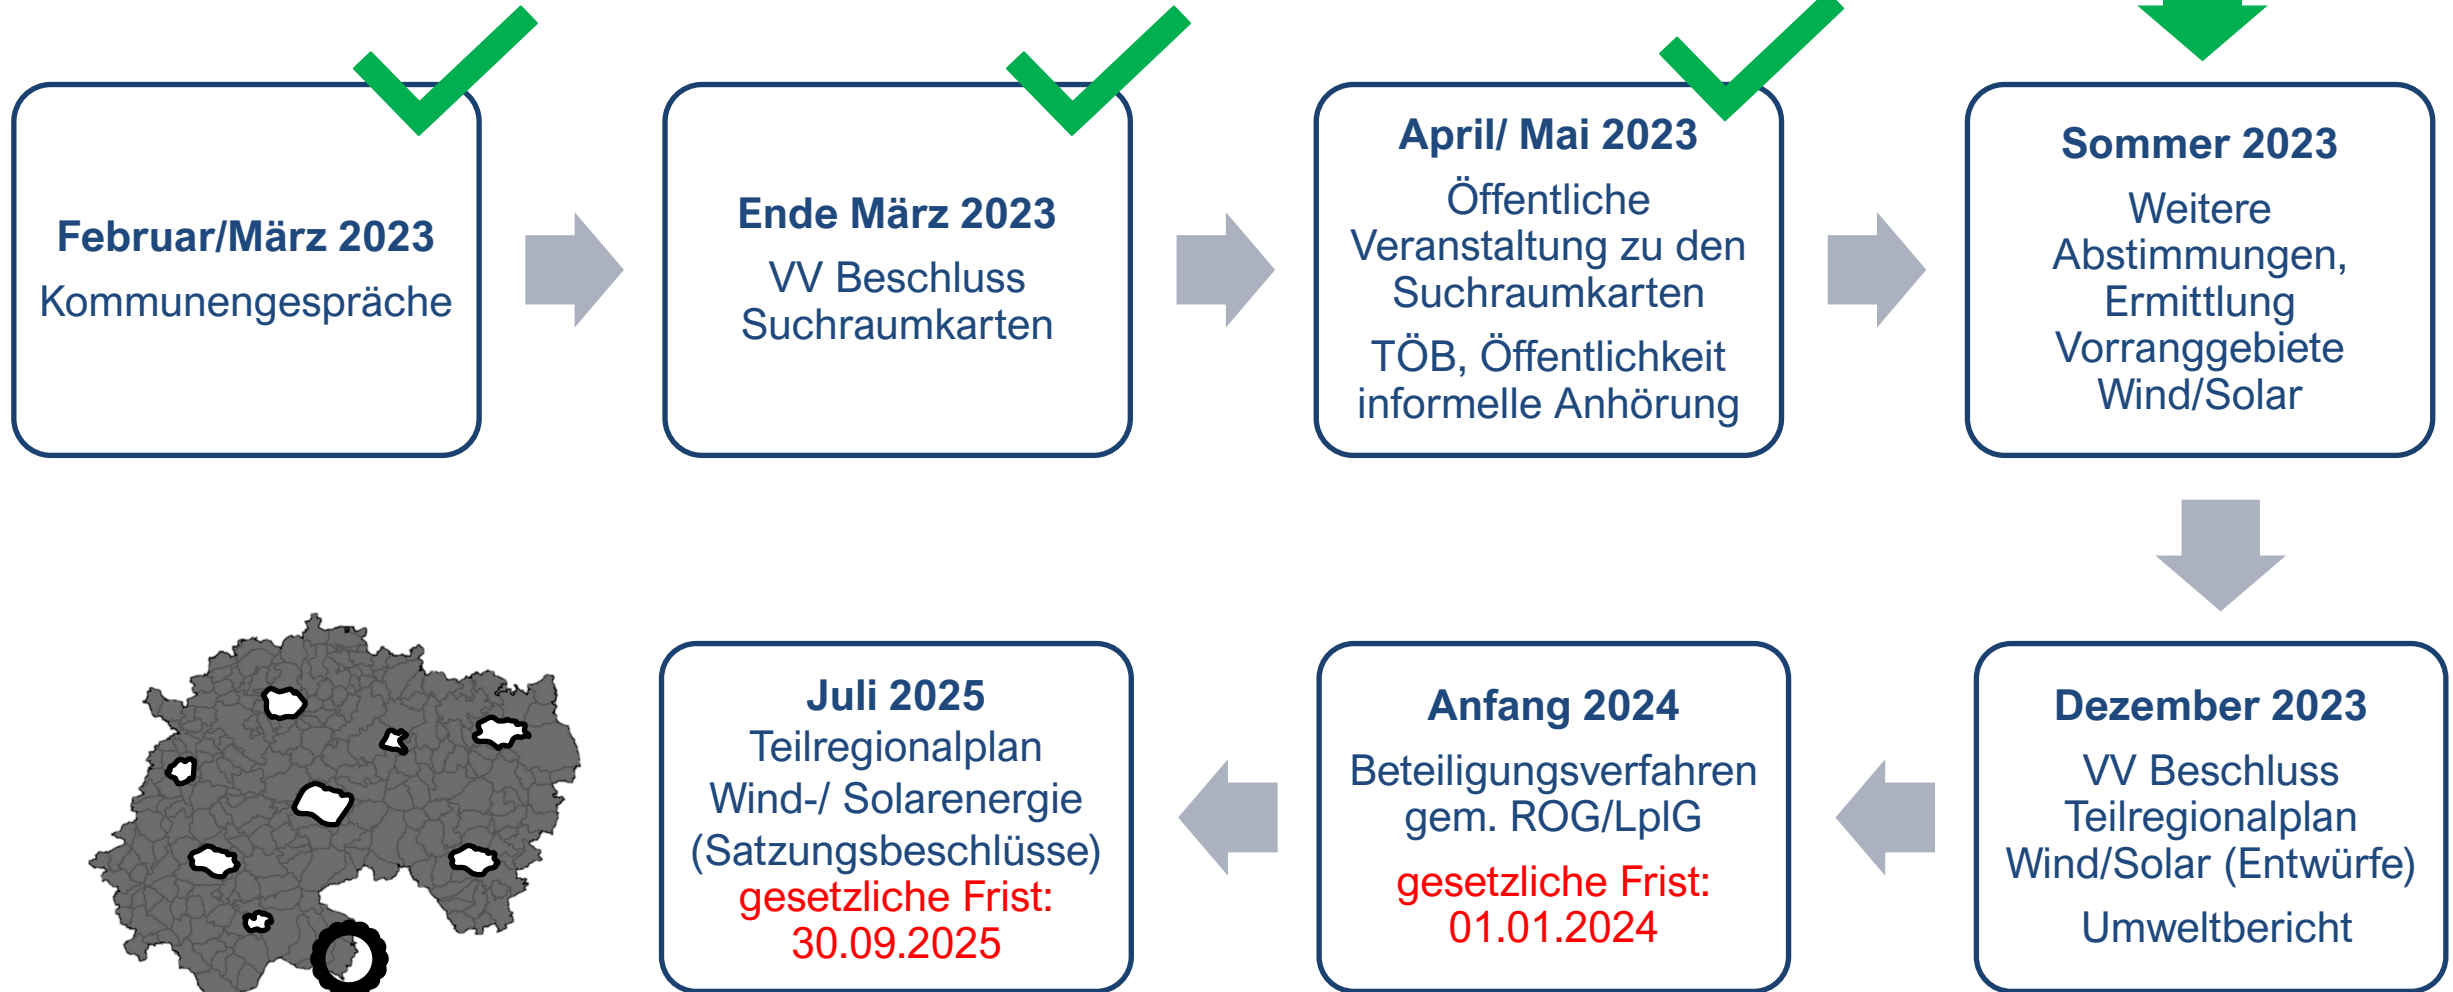 Februar/März 2023
Kommunengespräche
Ende März 2023
VV Beschluss
Suchraumkarten
April/ Mai 2023
Öffentliche
Veranstaltung zu den
Suchraumkarten
TÖB, Öffentlichkeit
informelle Anhörung
Sommer 2023
Weitere
Abstimmungen,
Ermittlung
Vorranggebiete
Wind/Solar
Dezember 2023
VV Beschluss
Teilregionalplan
Wind/Solar (Entwürfe)
Umweltbericht
Anfang 2024
Beteiligungsverfahren
gem. ROG/LplG
gesetzliche Frist:
01.01.2024
Juli 2025
Teilregionalplan
Wind-/ Solarenergie
(Satzungsbeschlüsse)
gesetzliche Frist:
30.09.2025